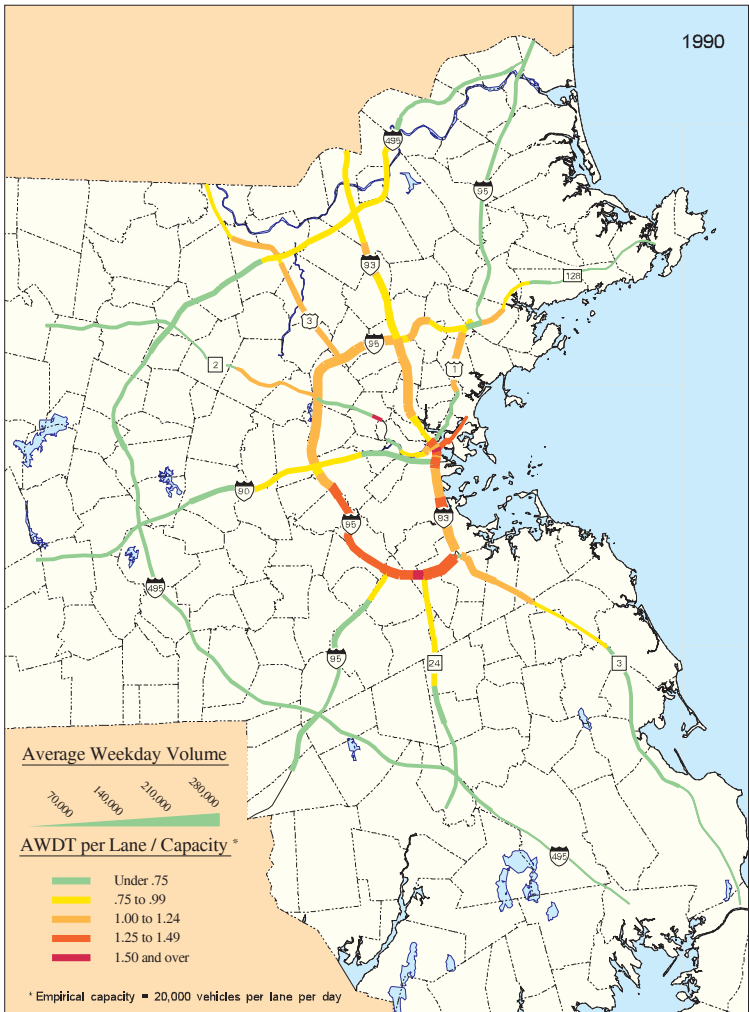 1990
495
95
93
128
3
95
2
1
90
95
93
495
95
24
3
Average Weekday Volume
70,000 140,000 210,000 280,000
AWDT per Lane / Capacity *
Under .75
.75 to .99
1.00 to 1.24
1.25 to 1.49
1.50 and over
495
* Empirical capacity = 20,000 vehicles per lane per day